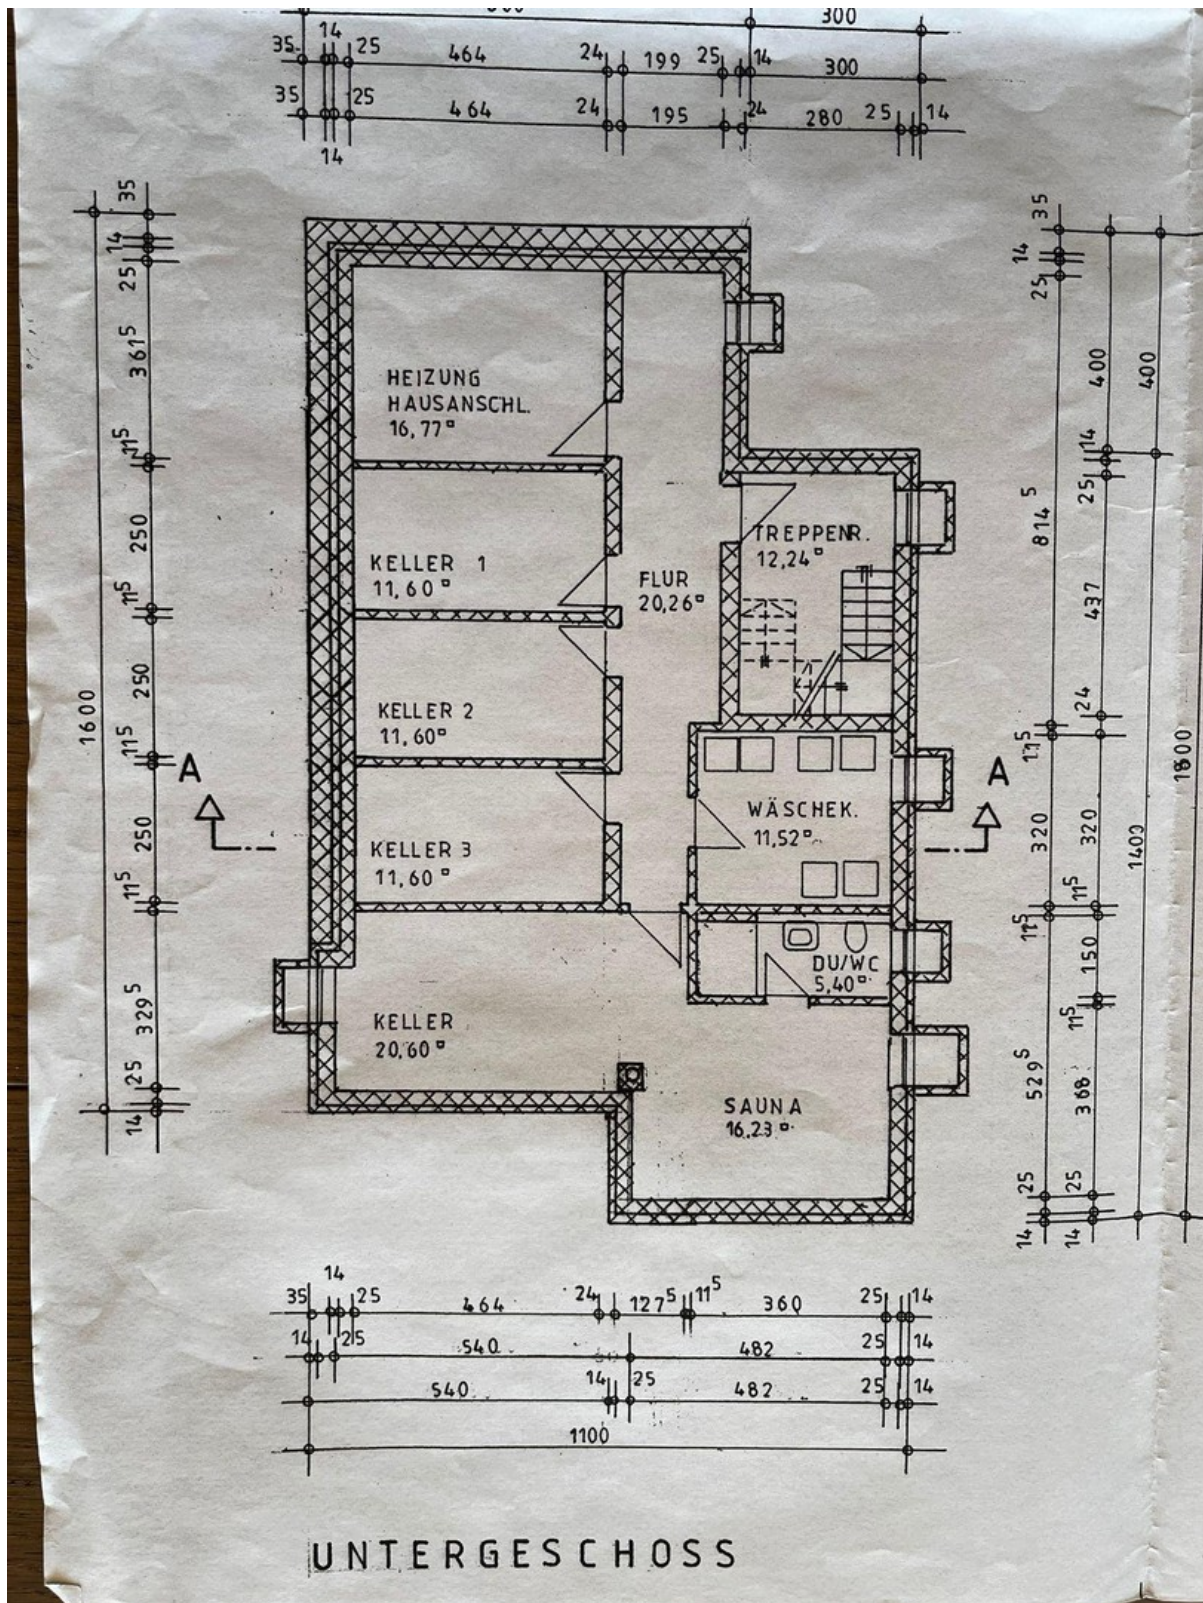 300
35 14 25 464 24 199 25 14 300
35 14 25 464 24 195 24 280 25 14
35
14
25
361⁵
11⁵
250
11⁵
250
11⁵
250
11⁵
329⁵
25
14
1600
HEIZUNG
HAUSANSCHL.
16,77▫
KELLER 1
11,60▫
FLUR
20,26▫
TREPPENR.
12,24▫
KELLER 2
11,60▫
A
A
WÄSCHEK.
11,52▫
KELLER 3
11,60▫
DU/WC
5,40▫
KELLER
20,60▫
SAUNA
16,23▫
35
14
25
814⁵
11⁵
320
11⁵
529⁵
25
14
400
14
25
437
24
320
11⁵
150
11⁵
368
25
14
400
1400
35 14 25 464 24 127⁵ 11⁵ 360 25 14
14 25 540 482 25 14
540 14 25 482 25 14
1100
UNTERGESCHOSS